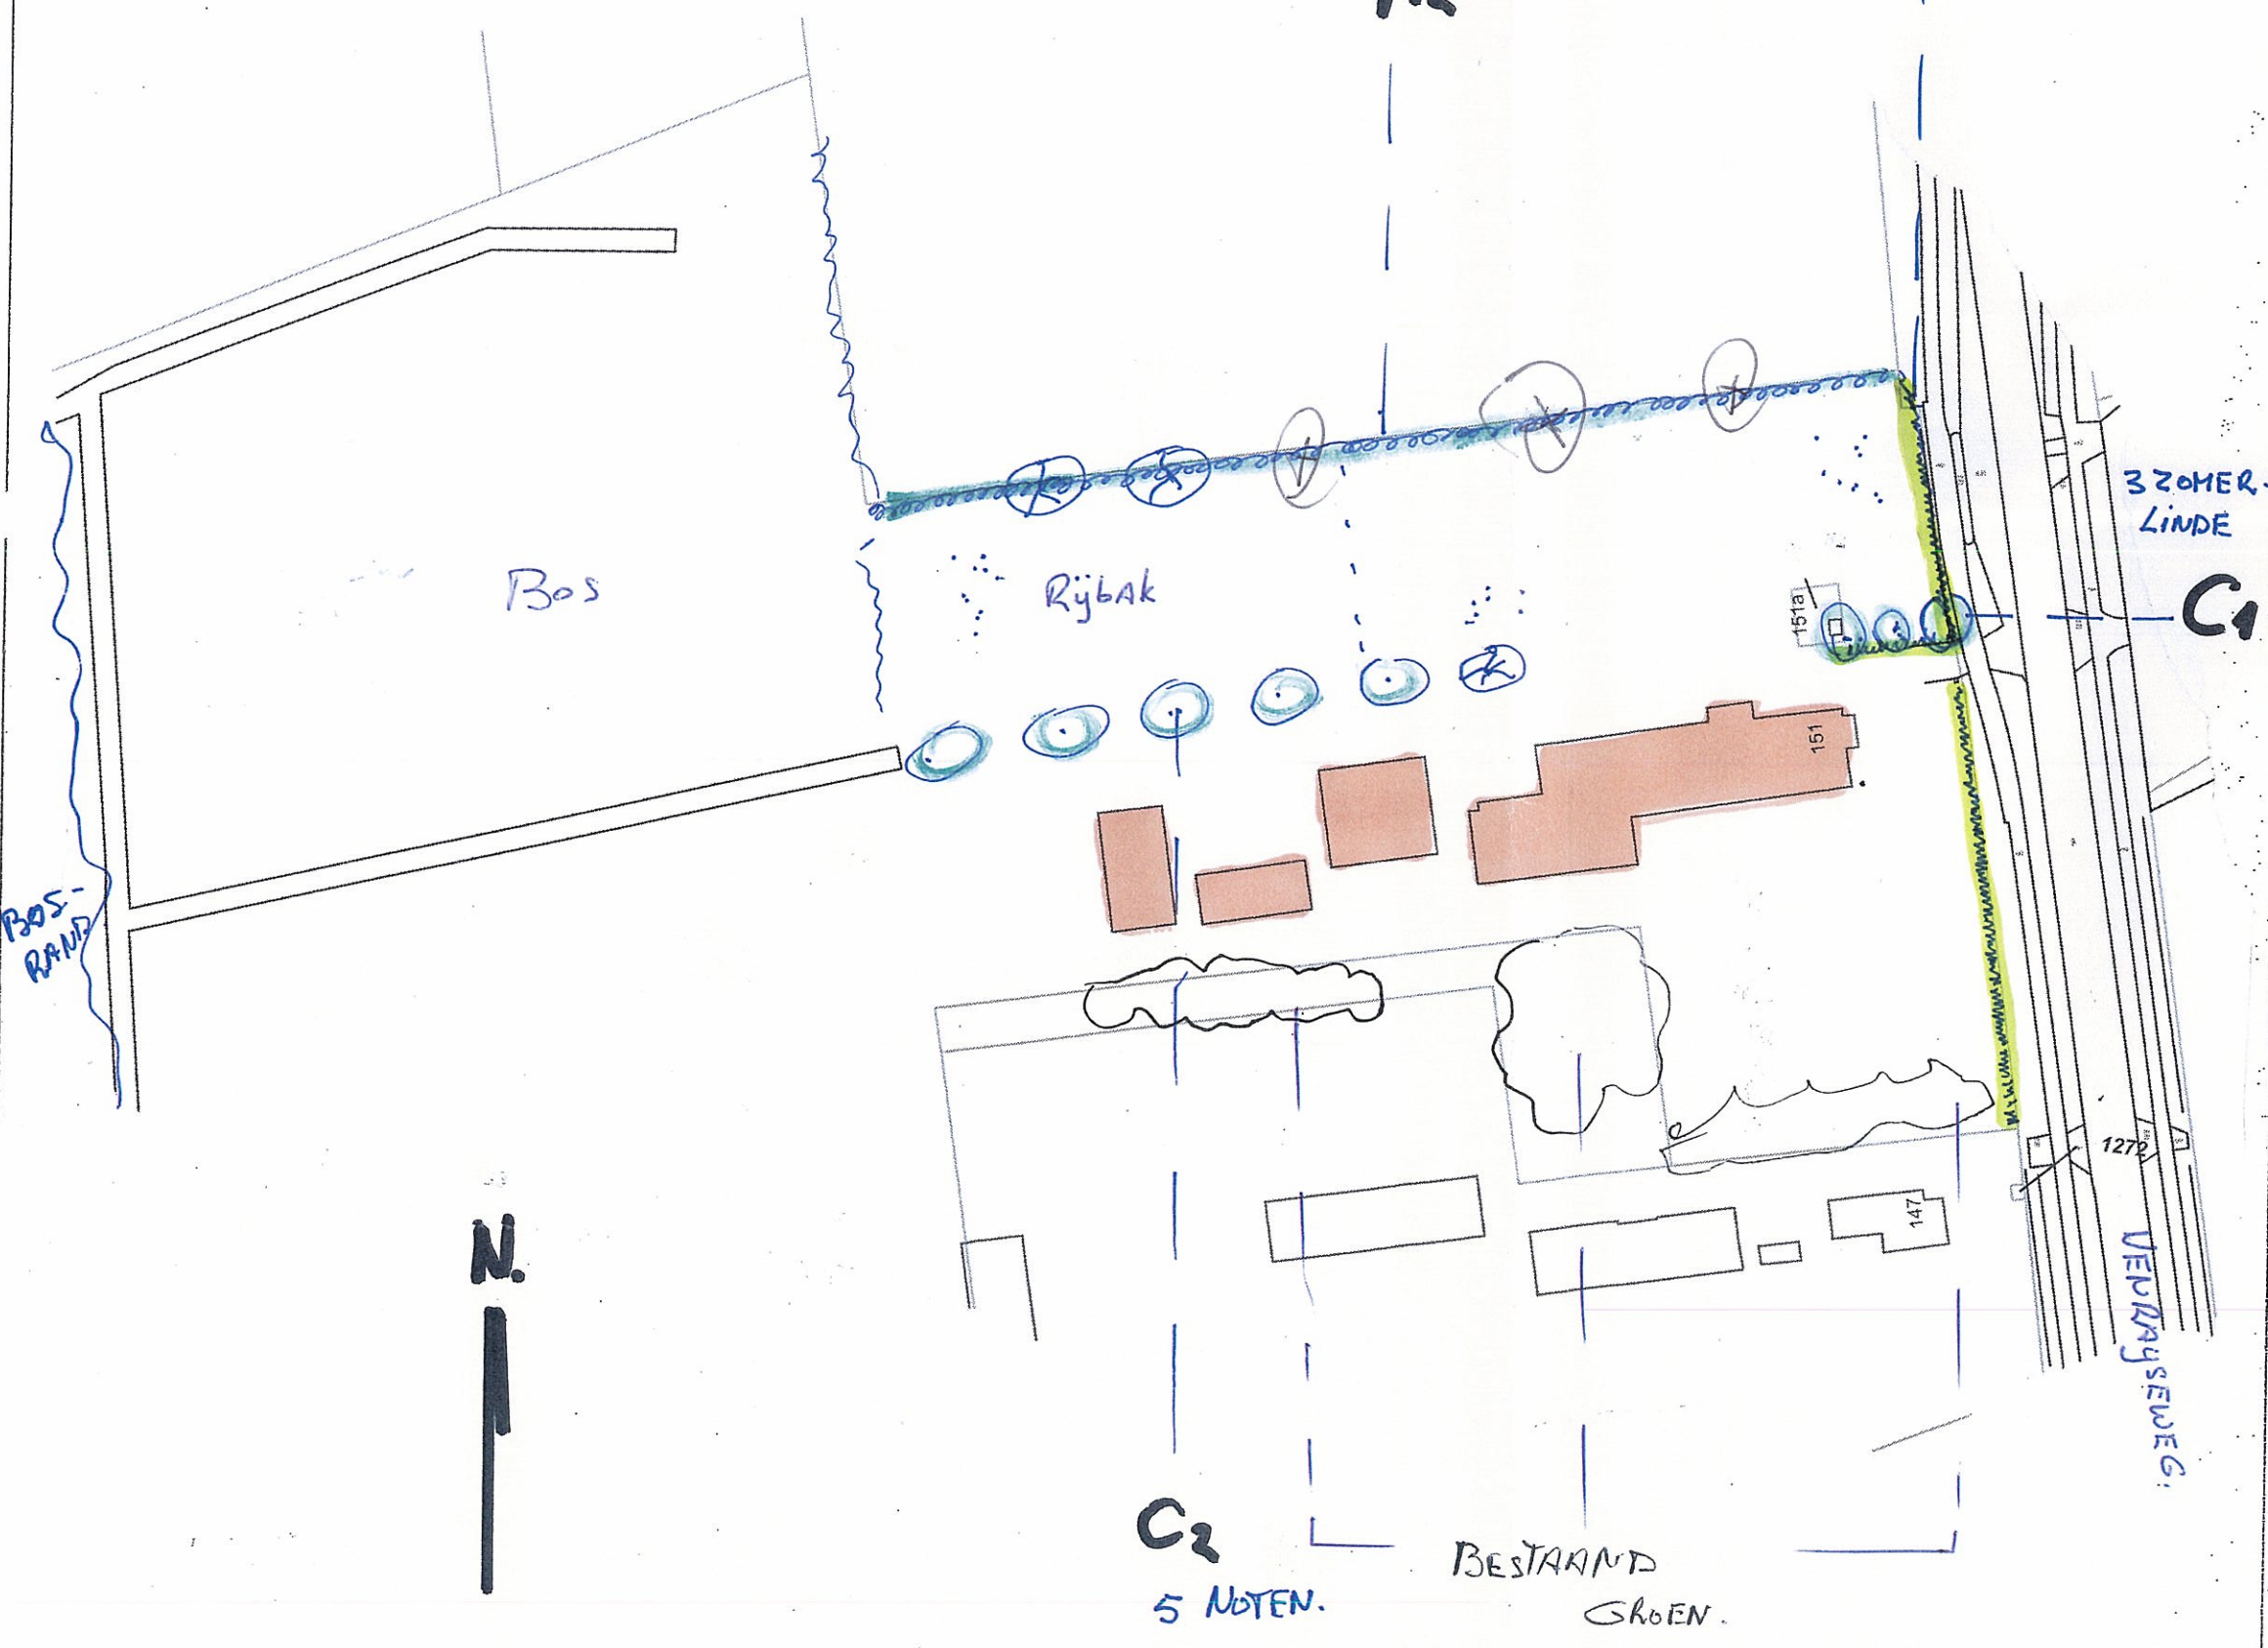 3 ZOMER-
LINDE
C1
Bos
Rijbak
151a
151
BOS-
RAND
1272
147
N.
VENRAYSEWEG.
C2
5 NOTEN.
BESTAAND
GROEN.